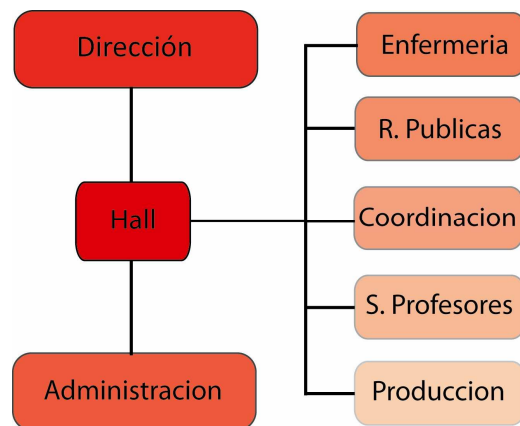 Dirección
Hall
Administracion
Enfermeria
R. Publicas
Coordinacion
S. Profesores
Produccion